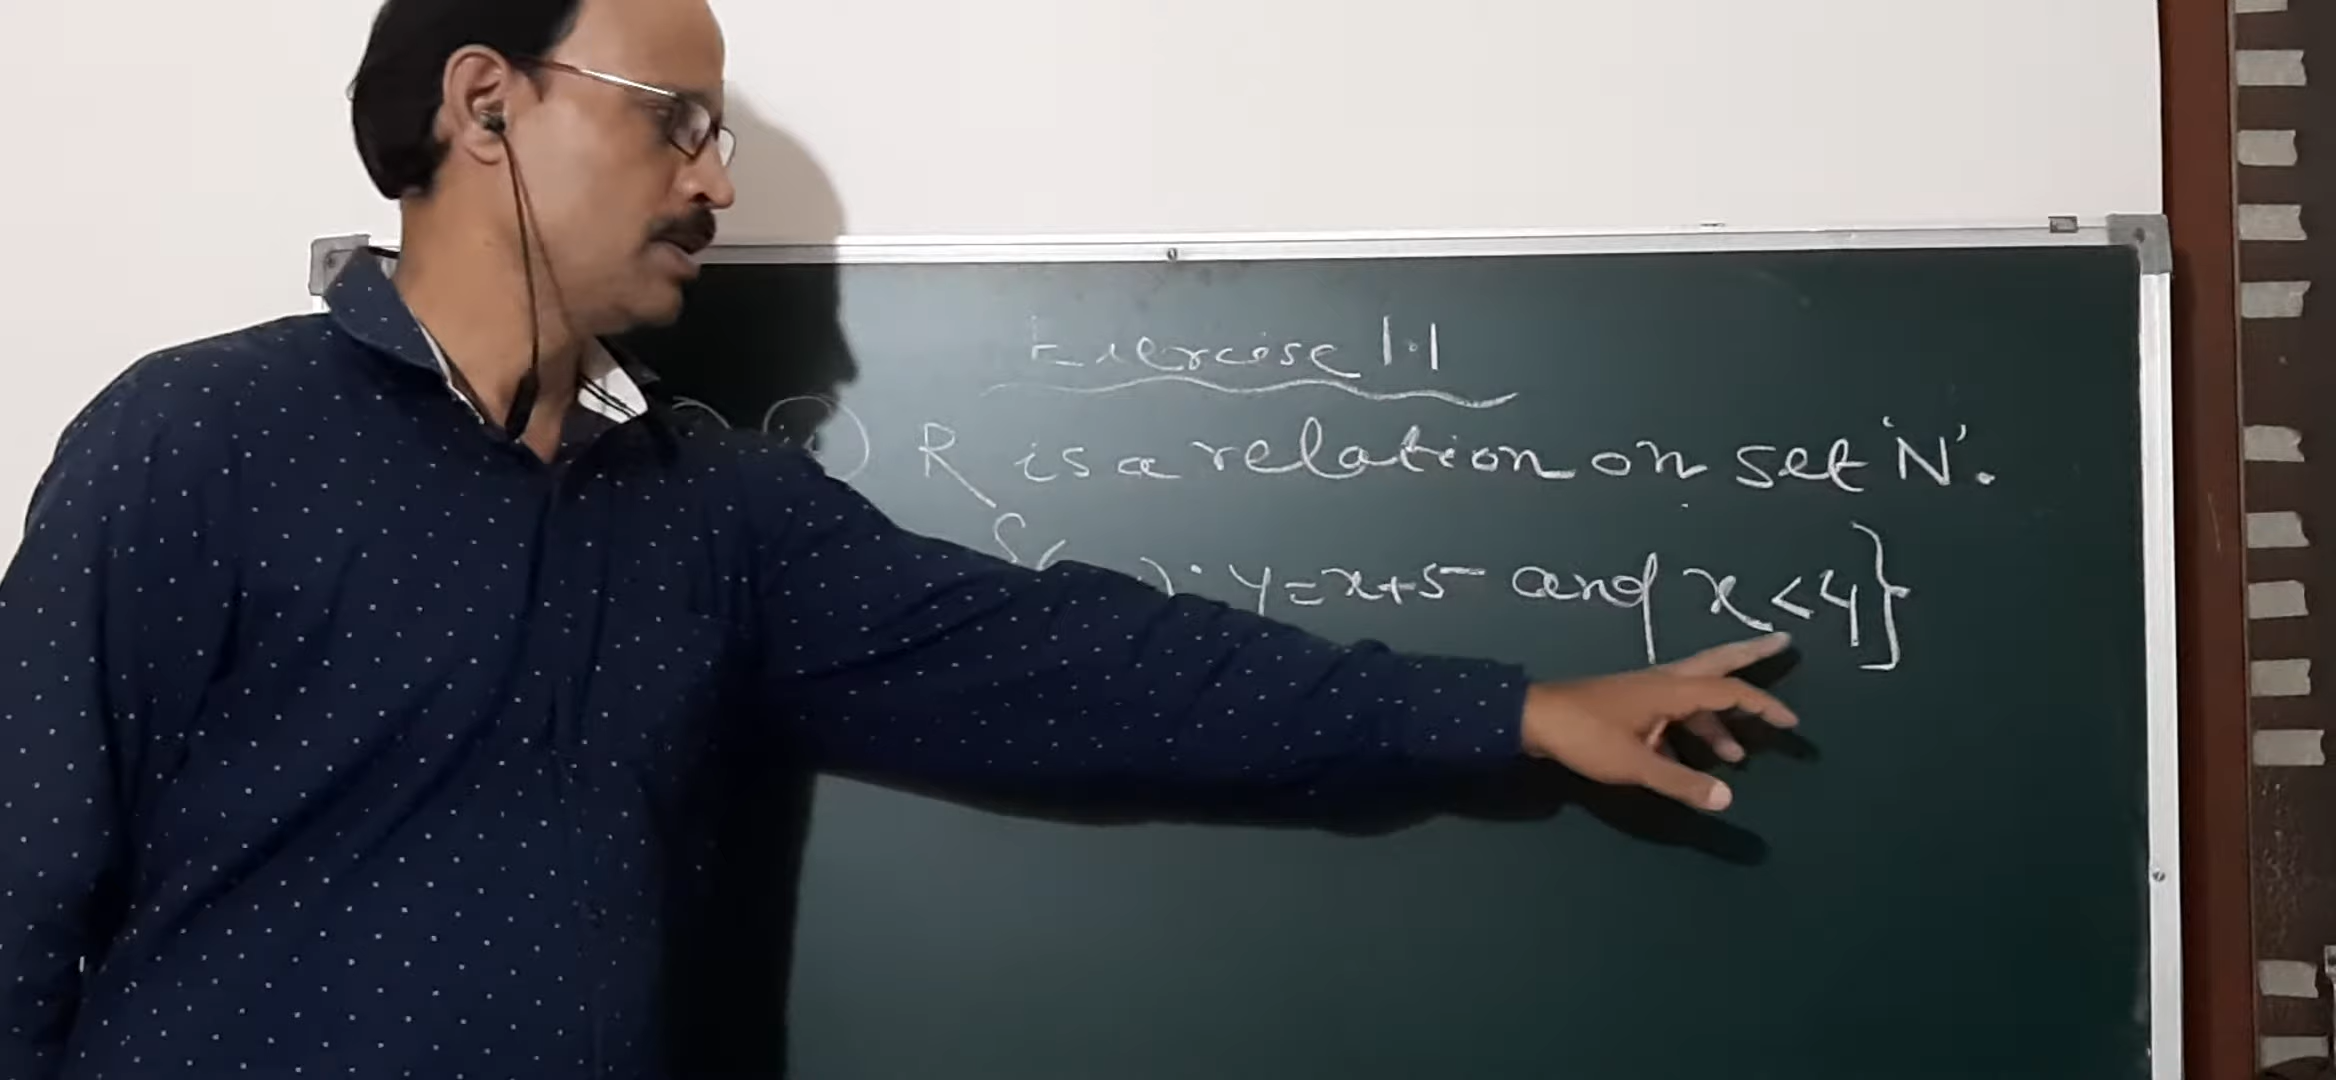 Exercise 1.1
R is a relation on set 'N'.
y=x+5 and x<4}